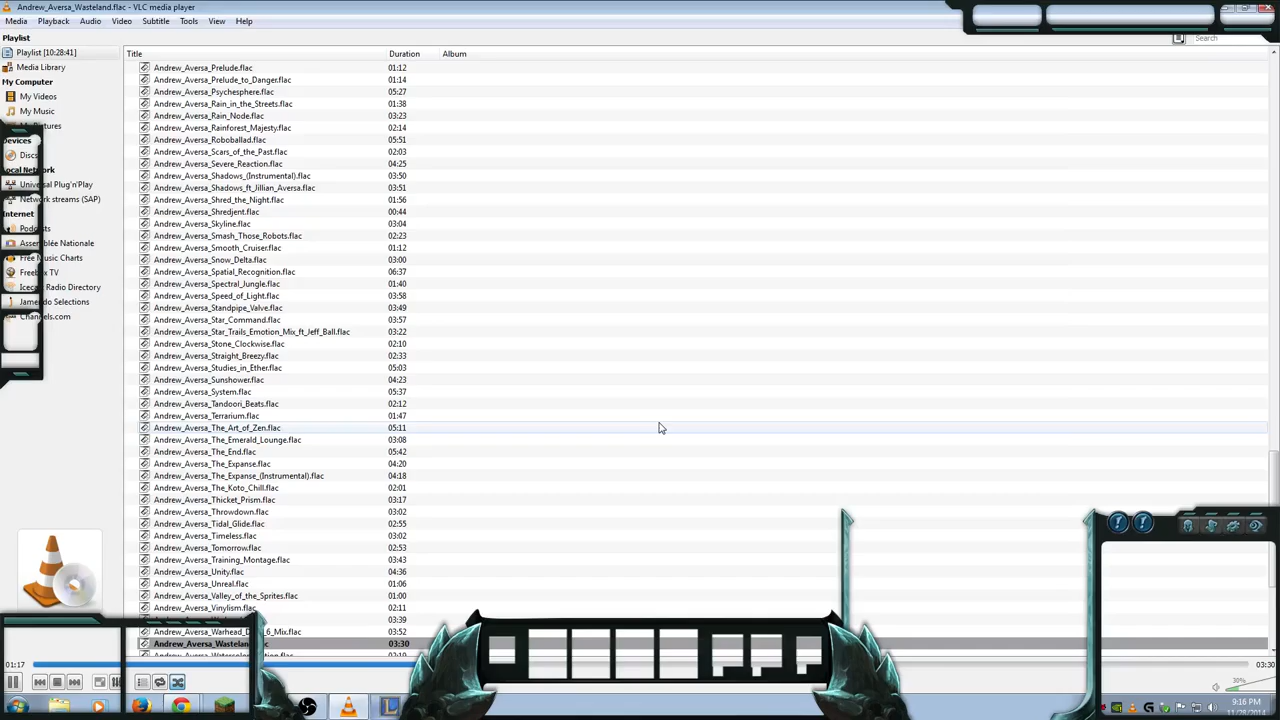 Andrew_Aversa_Wasteland.flac - VLC media player
Media Playback Audio Video Subtitle Tools View Help
Playlist
Search
Playlist [10:28:41]
Media Library
My Computer
My Videos
My Music
Pictures
Devices
Discs
Local Network
Universal Plug'n'Play
Network streams (SAP)
Internet
Podcasts
Assemblée Nationale
Free Music Charts
Freebox TV
Icecast Radio Directory
Jamendo Selections
Channels.com
Title Duration Album
Andrew_Aversa_Prelude.flac 01:12
Andrew_Aversa_Prelude_to_Danger.flac 01:14
Andrew_Aversa_Psychesphere.flac 05:27
Andrew_Aversa_Rain_in_the_Streets.flac 01:38
Andrew_Aversa_Rain_Node.flac 03:23
Andrew_Aversa_Rainforest_Majesty.flac 02:14
Andrew_Aversa_Roboballad.flac 05:51
Andrew_Aversa_Scars_of_the_Past.flac 02:03
Andrew_Aversa_Severe_Reaction.flac 04:25
Andrew_Aversa_Shadows_(Instrumental).flac 03:50
Andrew_Aversa_Shadows_ft_Jillian_Aversa.flac 03:51
Andrew_Aversa_Shred_the_Night.flac 01:56
Andrew_Aversa_Shredjent.flac 00:44
Andrew_Aversa_Skyline.flac 03:04
Andrew_Aversa_Smash_Those_Robots.flac 02:23
Andrew_Aversa_Smooth_Cruiser.flac 01:12
Andrew_Aversa_Snow_Delta.flac 03:00
Andrew_Aversa_Spatial_Recognition.flac 06:37
Andrew_Aversa_Spectral_Jungle.flac 01:40
Andrew_Aversa_Speed_of_Light.flac 03:58
Andrew_Aversa_Standpipe_Valve.flac 03:49
Andrew_Aversa_Star_Command.flac 03:57
Andrew_Aversa_Star_Trails_Emotion_Mix_ft_Jeff_Ball.flac 03:22
Andrew_Aversa_Stone_Clockwise.flac 02:10
Andrew_Aversa_Straight_Breezy.flac 02:33
Andrew_Aversa_Studies_in_Ether.flac 05:03
Andrew_Aversa_Sunshower.flac 04:23
Andrew_Aversa_System.flac 05:37
Andrew_Aversa_Tandoori_Beats.flac 02:12
Andrew_Aversa_Terrarium.flac 01:47
Andrew_Aversa_The_Art_of_Zen.flac 05:11
Andrew_Aversa_The_Emerald_Lounge.flac 03:08
Andrew_Aversa_The_End.flac 05:42
Andrew_Aversa_The_Expanse.flac 04:20
Andrew_Aversa_The_Expanse_(Instrumental).flac 04:18
Andrew_Aversa_The_Koto_Chill.flac 02:01
Andrew_Aversa_Thicket_Prism.flac 03:17
Andrew_Aversa_Throwdown.flac 03:02
Andrew_Aversa_Tidal_Glide.flac 02:55
Andrew_Aversa_Timeless.flac 03:02
Andrew_Aversa_Tomorrow.flac 02:53
Andrew_Aversa_Training_Montage.flac 03:43
Andrew_Aversa_Unity.flac 04:36
Andrew_Aversa_Unreal.flac 01:06
Andrew_Aversa_Valley_of_the_Sprites.flac 01:00
Andrew_Aversa_Vinylism.flac 02:11
03:39
03:52
03:30
01:17 03:30
30%
9:16 PM
11/28/2014